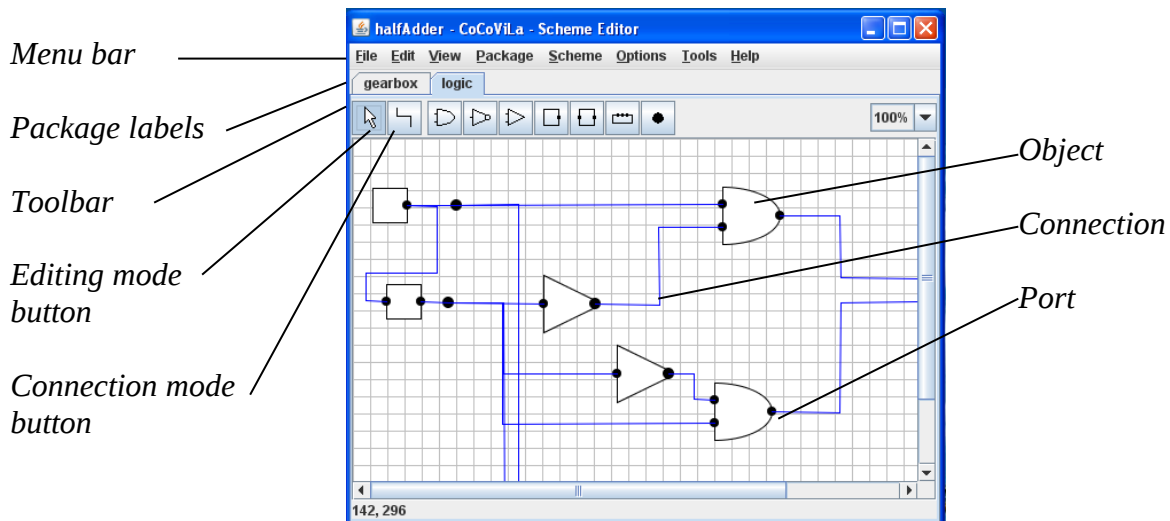 halfAdder - CoCoViLa - Scheme Editor
File Edit View Package Scheme Options Tools Help
gearbox logic
100%
142, 296
Menu bar
Package labels
Toolbar
Editing mode
button
Connection mode
button
Object
Connection
Port